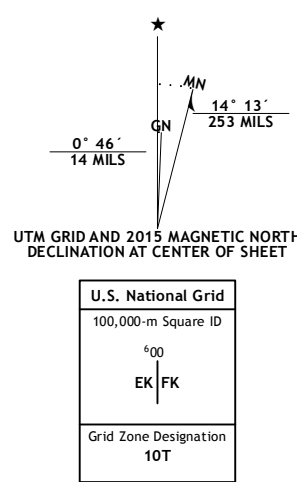 MN
GN
14° 13´
253 MILS
0° 46´
14 MILS
UTM GRID AND 2015 MAGNETIC NORTH
DECLINATION AT CENTER OF SHEET
U.S. National Grid
100,000-m Square ID
⁶00
EK FK
Grid Zone Designation
10T